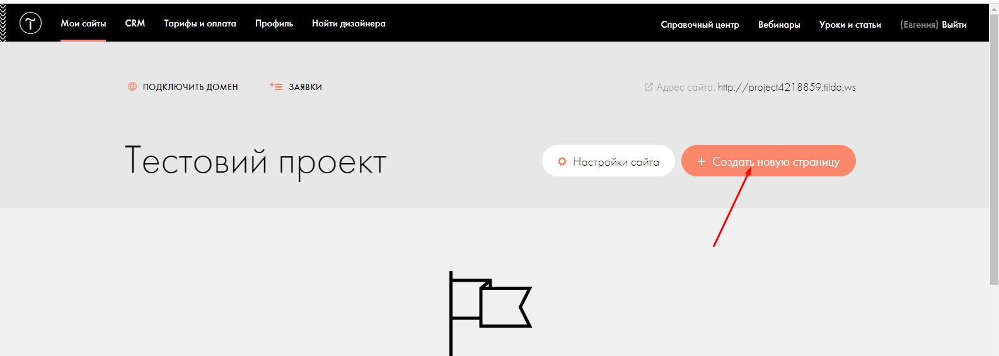 Мои сайты CRM Тарифы и оплата Профиль Найти дизайнера Справочный центр Вебинары Уроки и статьи (Евгения) Выйти
ПОДКЛЮЧИТЬ ДОМЕН ЗАЯВКИ Адрес сайта: http://project4218859.tilda.ws
Тестовий проект Настройки сайта + Создать новую страницу